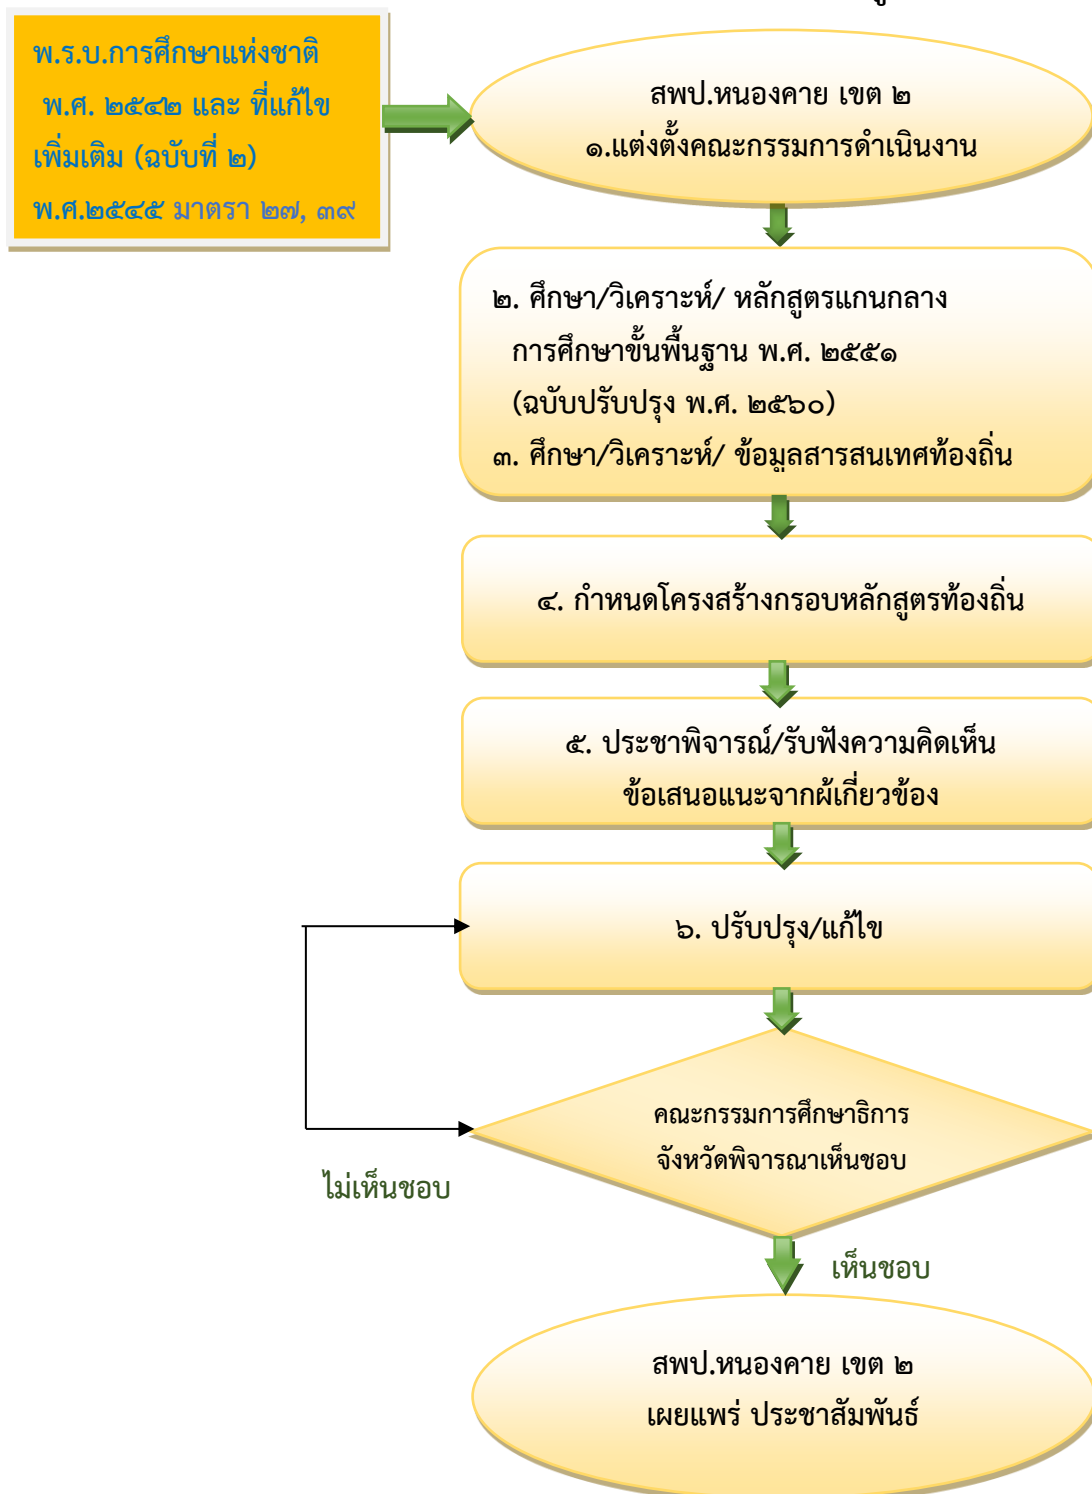 พ.ร.บ.การศึกษาแห่งชาติ
พ.ศ. ๒๕๔๒ และ ที่แก้ไข
เพิ่มเติม (ฉบับที่ ๒)
พ.ศ.๒๕๔๕ มาตรา ๒๗, ๓๙
สพป.หนองคาย เขต ๒
๑.แต่งตั้งคณะกรรมการดำเนินงาน
๒. ศึกษา/วิเคราะห์/ หลักสูตรแกนกลาง
การศึกษาขั้นพื้นฐาน พ.ศ. ๒๕๕๑
(ฉบับปรับปรุง พ.ศ. ๒๕๖๐)
๓. ศึกษา/วิเคราะห์/ ข้อมูลสารสนเทศท้องถิ่น
๔. กำหนดโครงสร้างกรอบหลักสูตรท้องถิ่น
๕. ประชาพิจารณ์/รับฟังความคิดเห็น
ข้อเสนอแนะจากผู้เกี่ยวข้อง
๖. ปรับปรุง/แก้ไข
คณะกรรมการศึกษาธิการ
จังหวัดพิจารณาเห็นชอบ
ไม่เห็นชอบ
เห็นชอบ
สพป.หนองคาย เขต ๒
เผยแพร่ ประชาสัมพันธ์